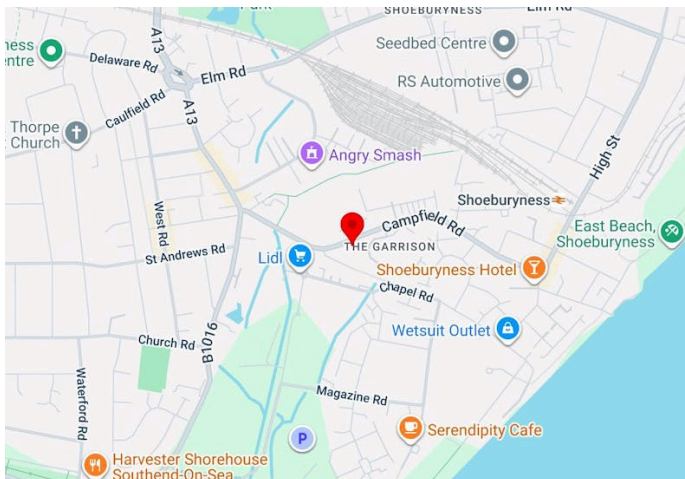 Park
SHOEBURYNESS
Elm Rd
A13
Seedbed Centre
ness
entre
Delaware Rd
Elm Rd
RS Automotive
Caulfield Rd
A13
Thorpe
Church
High St
Angry Smash
Shoeburyness
West Rd
Campfield Rd
East Beach,
Shoeburyness
St Andrews Rd
Lidl
THE GARRISON
Shoeburyness Hotel
Chapel Rd
Wetsuit Outlet
Church Rd
B1016
Waterford Rd
Magazine Rd
Serendipity Cafe
P
Harvester Shorehouse
Southend-On-Sea